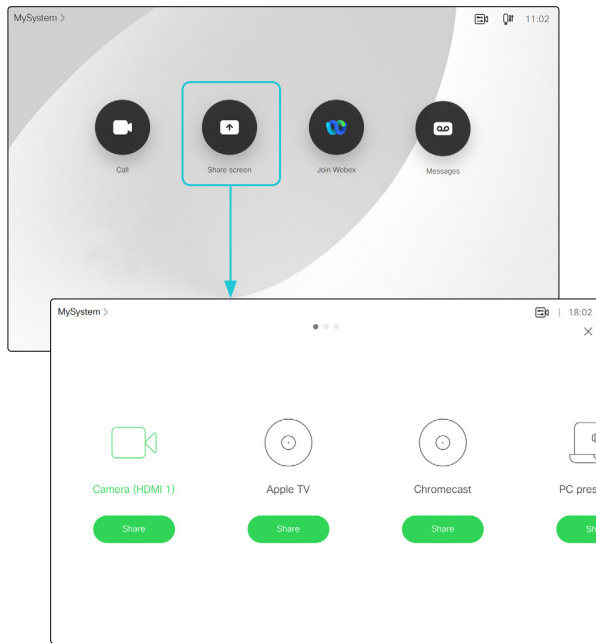 MySystem >
11:02
Call
Share screen
Join Webex
Messages
MySystem >
| 18:02
Camera (HDMI 1)
Apple TV
Chromecast
PC pres
Share
Share
Share
Sh